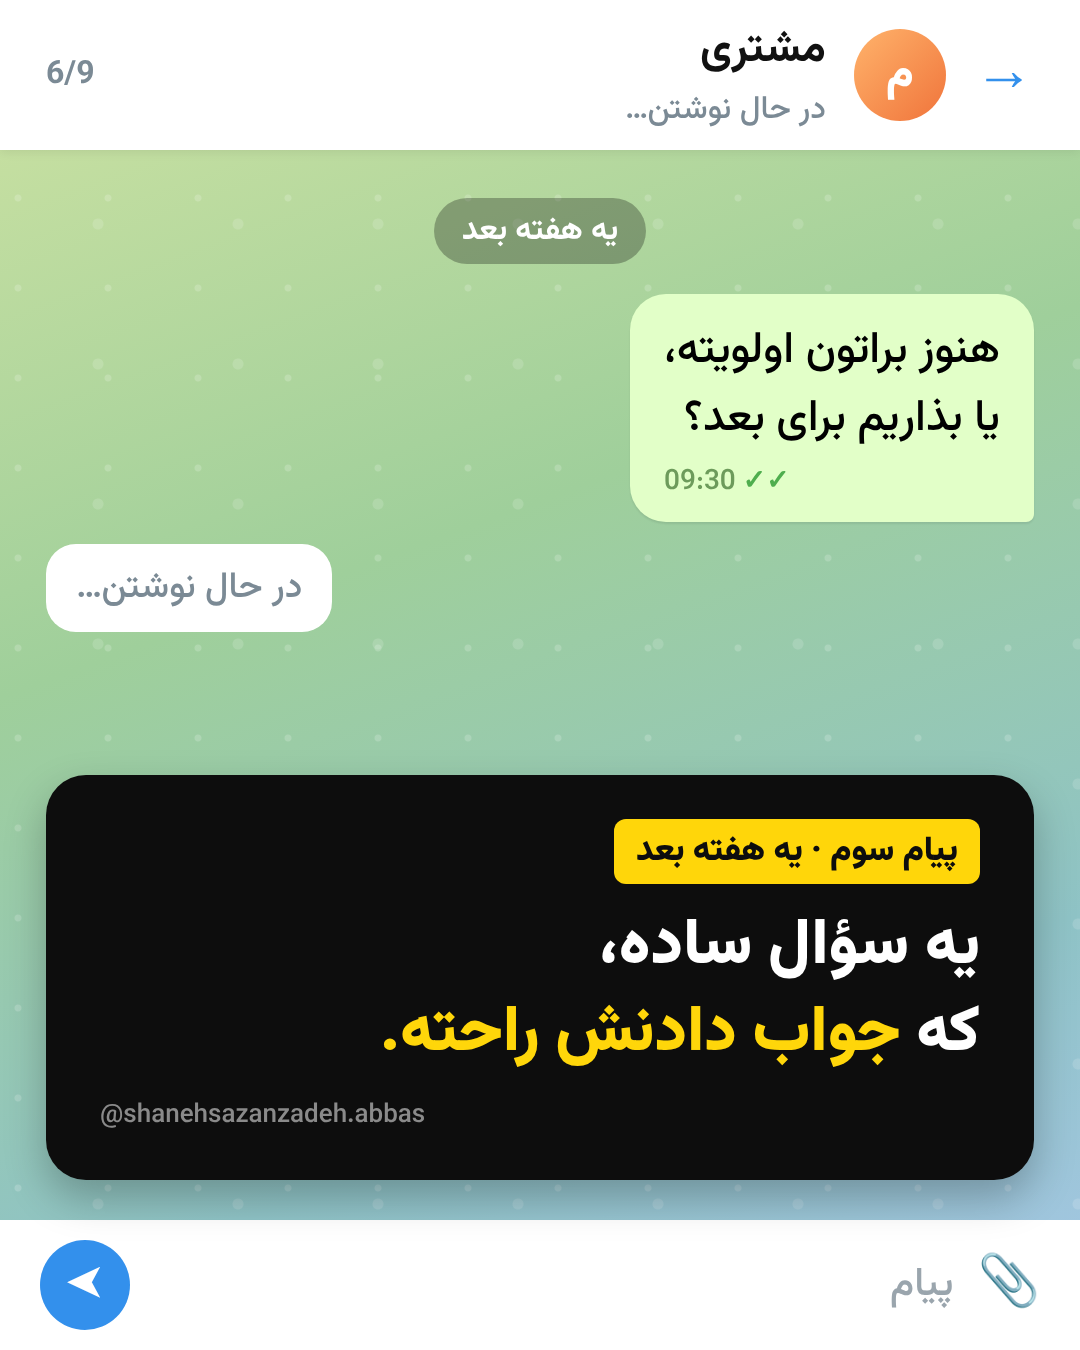 →
م
مشتری
در حال نوشتن...
6/9
یه هفته بعد
هنوز براتون اولویته،
یا بذاریم برای بعد؟
09:30 ✓✓
در حال نوشتن...
پیام سوم · یه هفته بعد
یه سؤال ساده،
که جواب دادنش راحته.
@shanehsazanzadeh.abbas
پیام